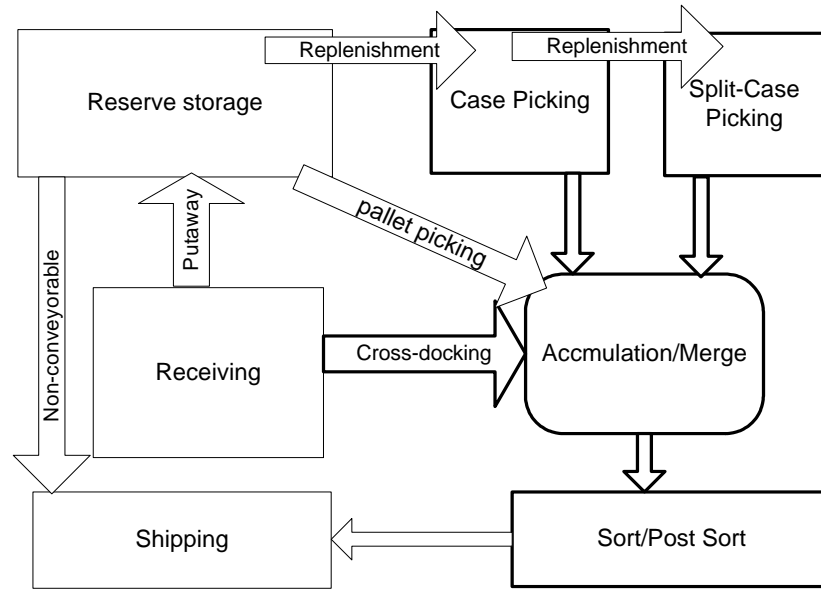 Replenishment
Replenishment
Reserve storage
Case Picking
Split-Case
Picking
Putaway
pallet picking
Non-conveyorable
Receiving
Cross-docking
Accmulation/Merge
Shipping
Sort/Post Sort